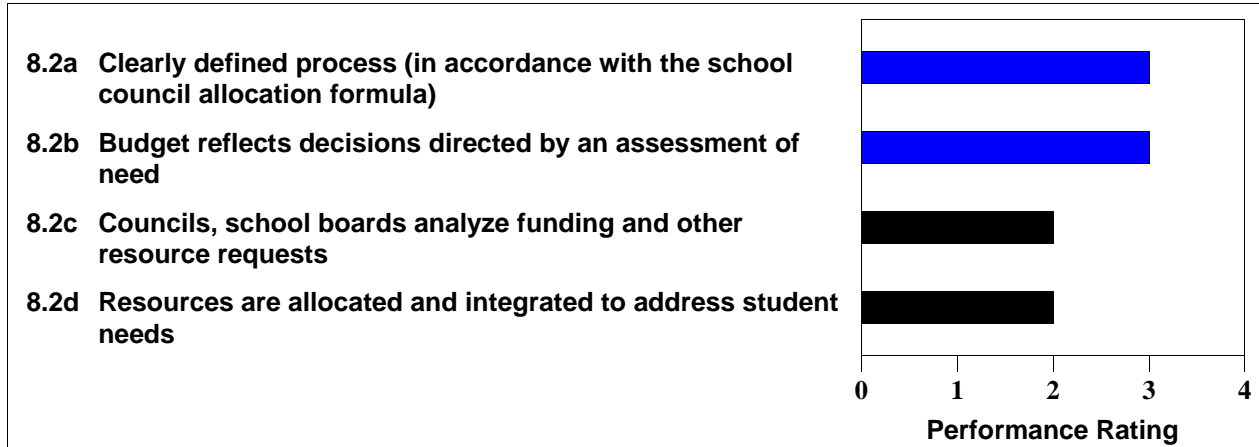 8.2a Clearly defined process (in accordance with the school
council allocation formula)
8.2b Budget reflects decisions directed by an assessment of
need
8.2c Councils, school boards analyze funding and other
resource requests
8.2d Resources are allocated and integrated to address student
needs
0 1 2 3 4
Performance Rating